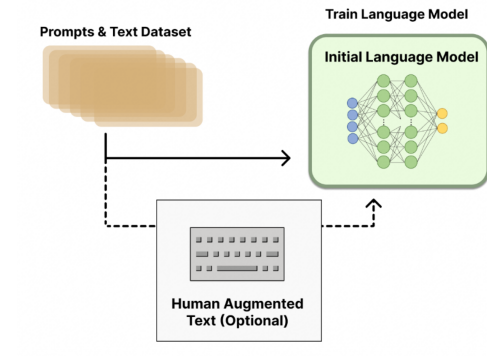 Train Language Model
Prompts & Text Dataset
Initial Language Model
Human Augmented
Text (Optional)